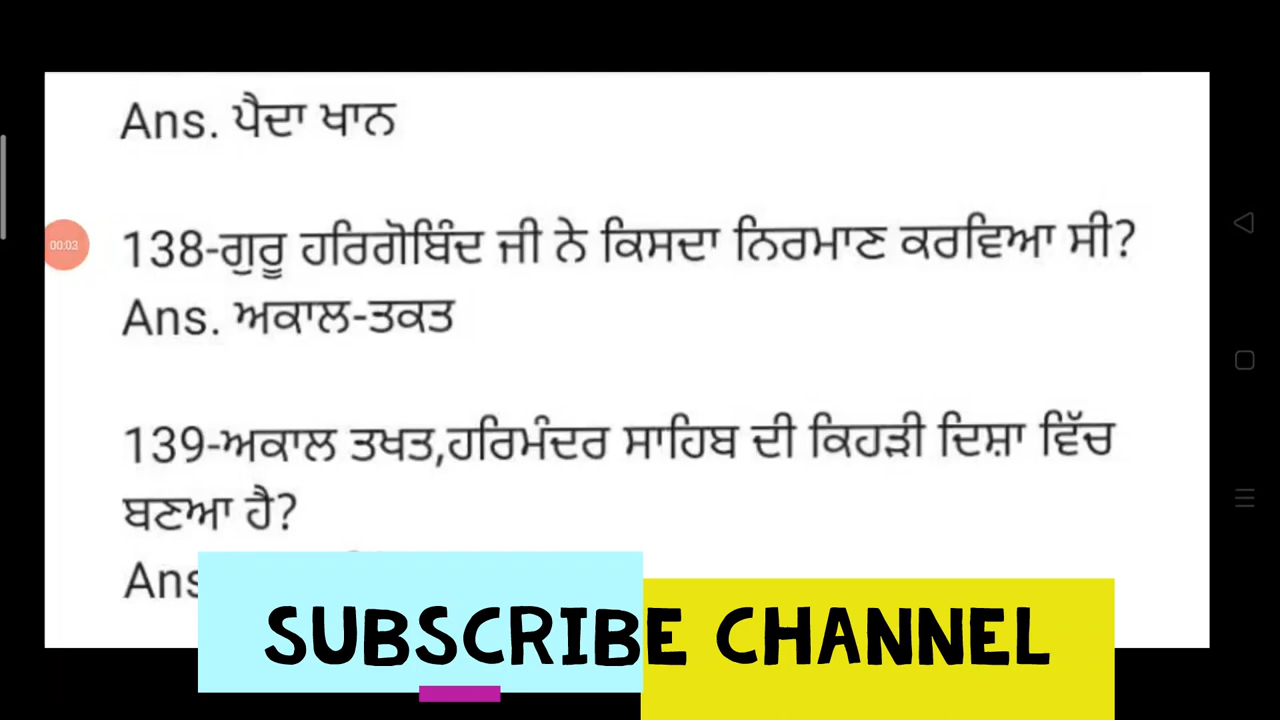 Ans. ਪੈਦਾ ਖਾਨ
138-ਗੁਰੂ ਹਰਿਗੋਬਿੰਦ ਜੀ ਨੇ ਕਿਸਦਾ ਨਿਰਮਾਣ ਕਰਵਿਆ ਸੀ?
00:03
Ans. ਅਕਾਲ-ਤਕਤ
139-ਅਕਾਲ ਤਖਤ,ਹਰਿਮੰਦਰ ਸਾਹਿਬ ਦੀ ਕਿਹੜੀ ਦਿਸ਼ਾ ਵਿੱਚ
ਬਣਆ ਹੈ?
SUBSCRIBE CHANNEL